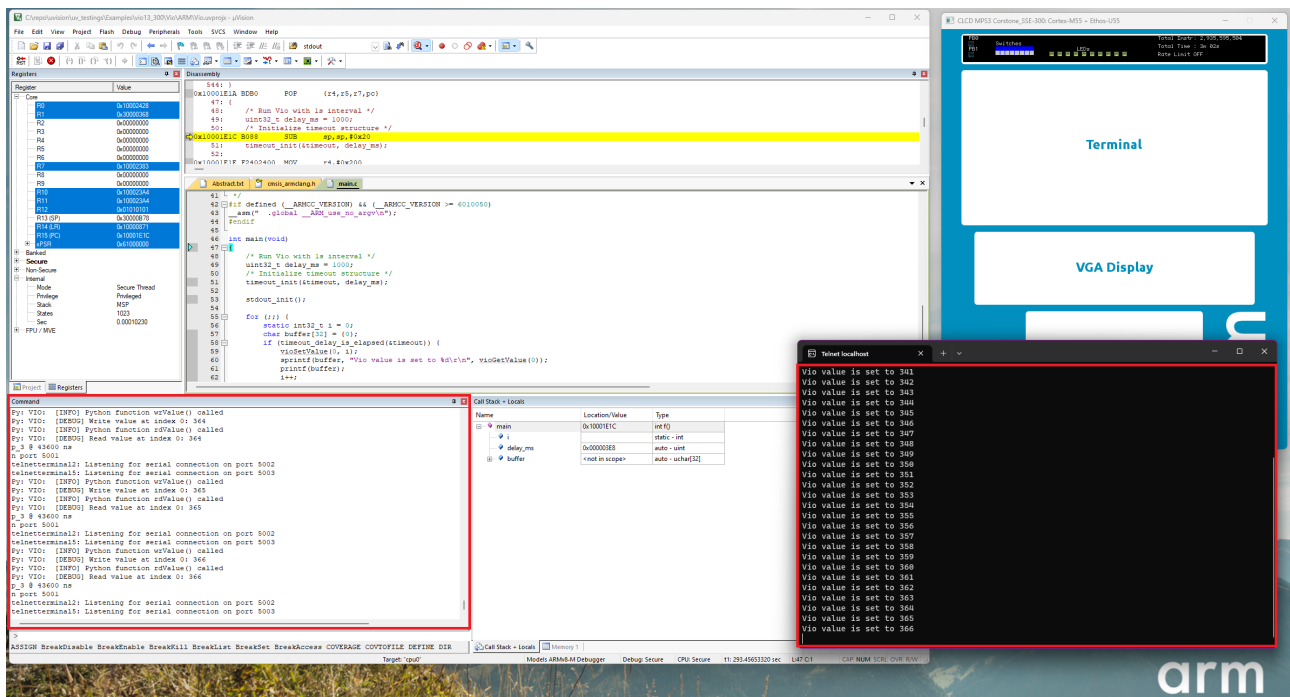 C:\repo\uvision\uv_testings\Examples\vio13_300\Vio\ARM\Vio.uvprojx - µVision
File Edit View Project Flash Debug Peripherals Tools SVCS Window Help
stdout
Registers
Register Value
Core
R0 0x10002428
R1 0x30000368
R2 0x00000000
R3 0x00000000
R4 0x00000000
R5 0x00000000
R6 0x00000000
R7 0x10002383
R8 0x00000000
R9 0x00000000
R10 0x100023A4
R11 0x100023A4
R12 0x01010101
R13 (SP) 0x30000B78
R14 (LR) 0x10000871
R15 (PC) 0x10001E1C
xPSR 0x61000000
Banked
Secure
Non-Secure
Internal
Mode Secure Thread
Privilege Privileged
Stack MSP
States 1023
Sec 0.00010230
FPU / MVE
Project Registers
Disassembly
544: }
0x10001E1A BDB0 POP {r4,r5,r7,pc}
47: {
48: /* Run Vio with 1s interval */
49: uint32_t delay_ms = 1000;
50: /* Initialize timeout structure */
0x10001E1C B088 SUB sp,sp,#0x20
51: timeout_init(&timeout, delay_ms);
52:
0x10001E1E F2402400 MOV r4,#0x200
Abstract.txt cmsis_armclang.h main.c
41 */
42 #if defined (__ARMCC_VERSION) && (__ARMCC_VERSION >= 6010050)
43 __asm(" .global __ARM_use_no_argv\n");
44 #endif
45
46 int main(void)
47 {
48 /* Run Vio with 1s interval */
49 uint32_t delay_ms = 1000;
50 /* Initialize timeout structure */
51 timeout_init(&timeout, delay_ms);
52
53 stdout_init();
54
55 for (;;) {
56 static int32_t i = 0;
57 char buffer[32] = {0};
58 if (timeout_delay_is_elapsed(&timeout)) {
59 vioSetValue(0, i);
60 sprintf(buffer, "Vio value is set to %d\r\n", vioGetValue(0));
61 printf(buffer);
62 i++;
Command
Py: VIO: [INFO] Python function wrValue() called
Py: VIO: [DEBUG] Write value at index 0: 364
Py: VIO: [INFO] Python function rdValue() called
Py: VIO: [DEBUG] Read value at index 0: 364
p_3 @ 43600 ns
n port 5001
telnetterminal2: Listening for serial connection on port 5002
telnetterminal5: Listening for serial connection on port 5003
Py: VIO: [INFO] Python function wrValue() called
Py: VIO: [DEBUG] Write value at index 0: 365
Py: VIO: [INFO] Python function rdValue() called
Py: VIO: [DEBUG] Read value at index 0: 365
p_3 @ 43600 ns
n port 5001
telnetterminal2: Listening for serial connection on port 5002
telnetterminal5: Listening for serial connection on port 5003
Py: VIO: [INFO] Python function wrValue() called
Py: VIO: [DEBUG] Write value at index 0: 366
Py: VIO: [INFO] Python function rdValue() called
Py: VIO: [DEBUG] Read value at index 0: 366
p_3 @ 43600 ns
n port 5001
telnetterminal2: Listening for serial connection on port 5002
telnetterminal5: Listening for serial connection on port 5003
>
ASSIGN BreakDisable BreakEnable BreakKill BreakList BreakSet BreakAccess COVERAGE COVTOFILE DEFINE DIR
Call Stack + Locals
Name Location/Value Type
main 0x10001E1C int f()
i static - int
delay_ms 0x000003E8 auto - uint
buffer <not in scope> auto - uchar[32]
Call Stack + Locals Memory 1
Target: 'cpu0' Models ARMv8-M Debugger Debug: Secure CPU: Secure t1: 293.45653320 sec L:47 C:1 CAP NUM SCRL OVR R/W
CLCD MPS3 Corstone_SSE-300: Cortex-M55 + Ethos-U55
PB0
PB1
Switches
LEDs
Total Instr: 2,935,595,504
Total Time : 3m 02s
Rate Limit OFF
Terminal
VGA Display
Telnet localhost
Vio value is set to 341
Vio value is set to 342
Vio value is set to 343
Vio value is set to 344
Vio value is set to 345
Vio value is set to 346
Vio value is set to 347
Vio value is set to 348
Vio value is set to 349
Vio value is set to 350
Vio value is set to 351
Vio value is set to 352
Vio value is set to 353
Vio value is set to 354
Vio value is set to 355
Vio value is set to 356
Vio value is set to 357
Vio value is set to 358
Vio value is set to 359
Vio value is set to 360
Vio value is set to 361
Vio value is set to 362
Vio value is set to 363
Vio value is set to 364
Vio value is set to 365
Vio value is set to 366
arm